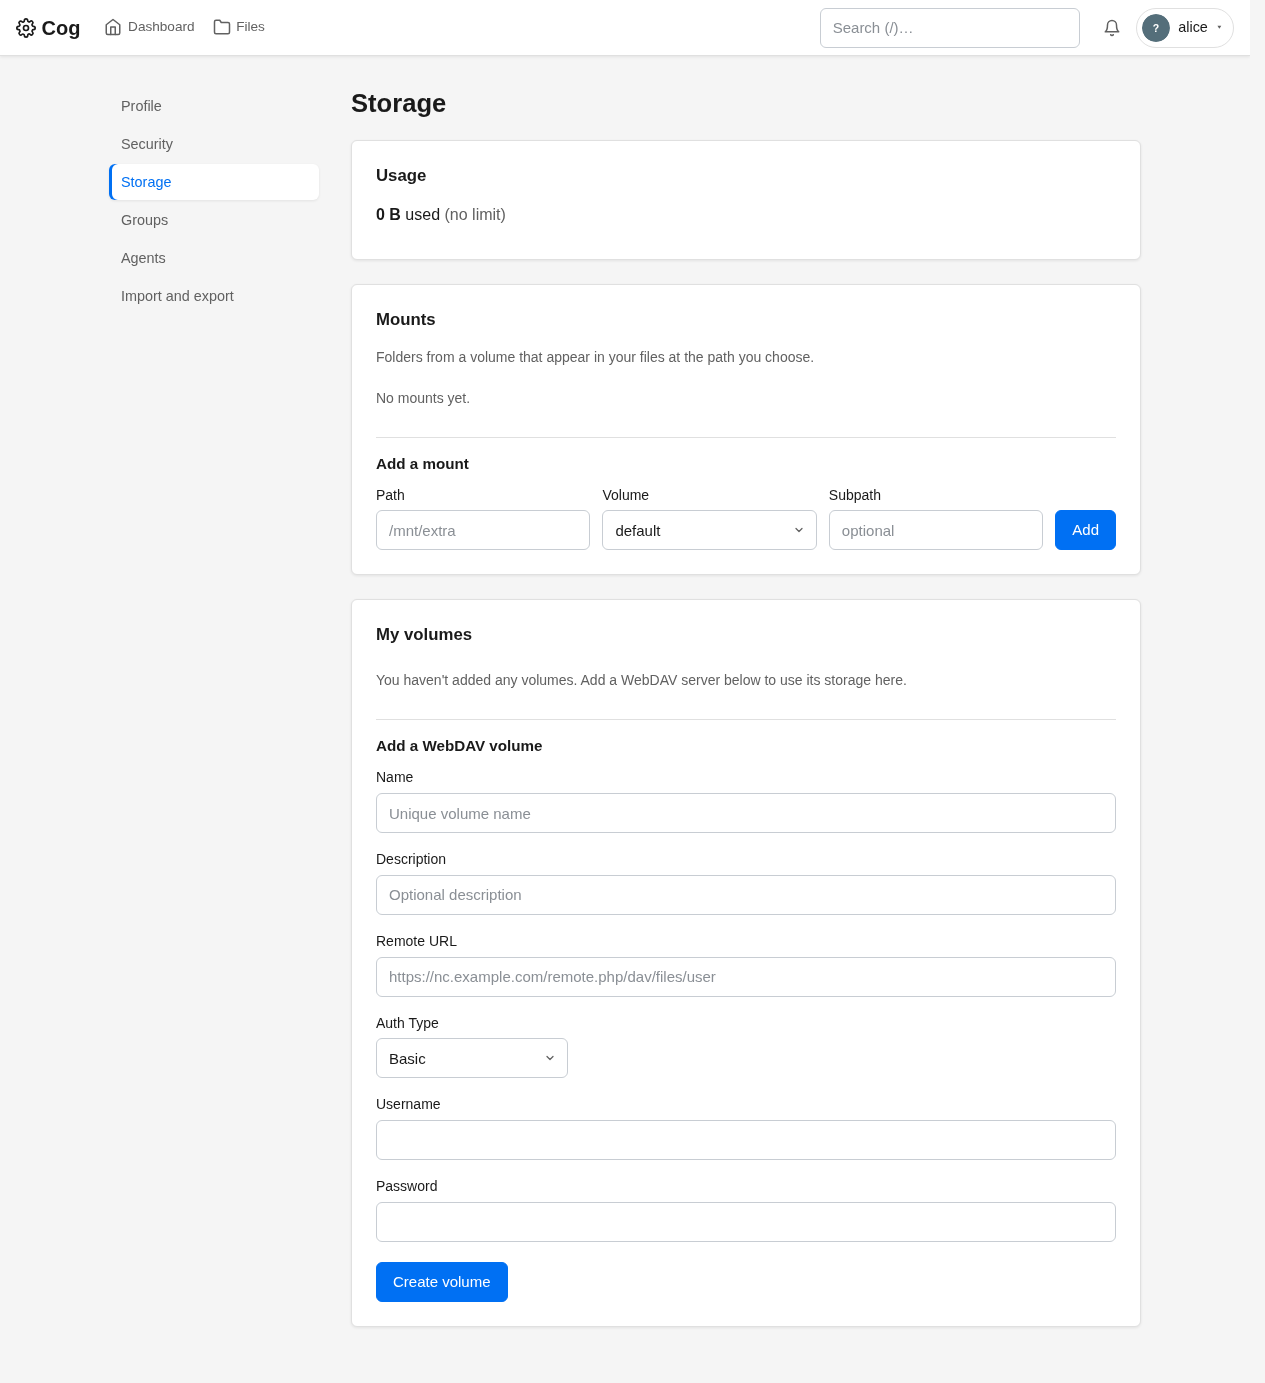 Cog
Dashboard
Files
Search (/)…
?
alice
Profile
Security
Storage
Groups
Agents
Import and export
Storage
Usage
0 B used (no limit)
Mounts
Folders from a volume that appear in your files at the path you choose.
No mounts yet.
Add a mount
Path
Volume
Subpath
/mnt/extra
default
optional
Add
My volumes
You haven't added any volumes. Add a WebDAV server below to use its storage here.
Add a WebDAV volume
Name
Unique volume name
Description
Optional description
Remote URL
https://nc.example.com/remote.php/dav/files/user
Auth Type
Basic
Username
Password
Create volume